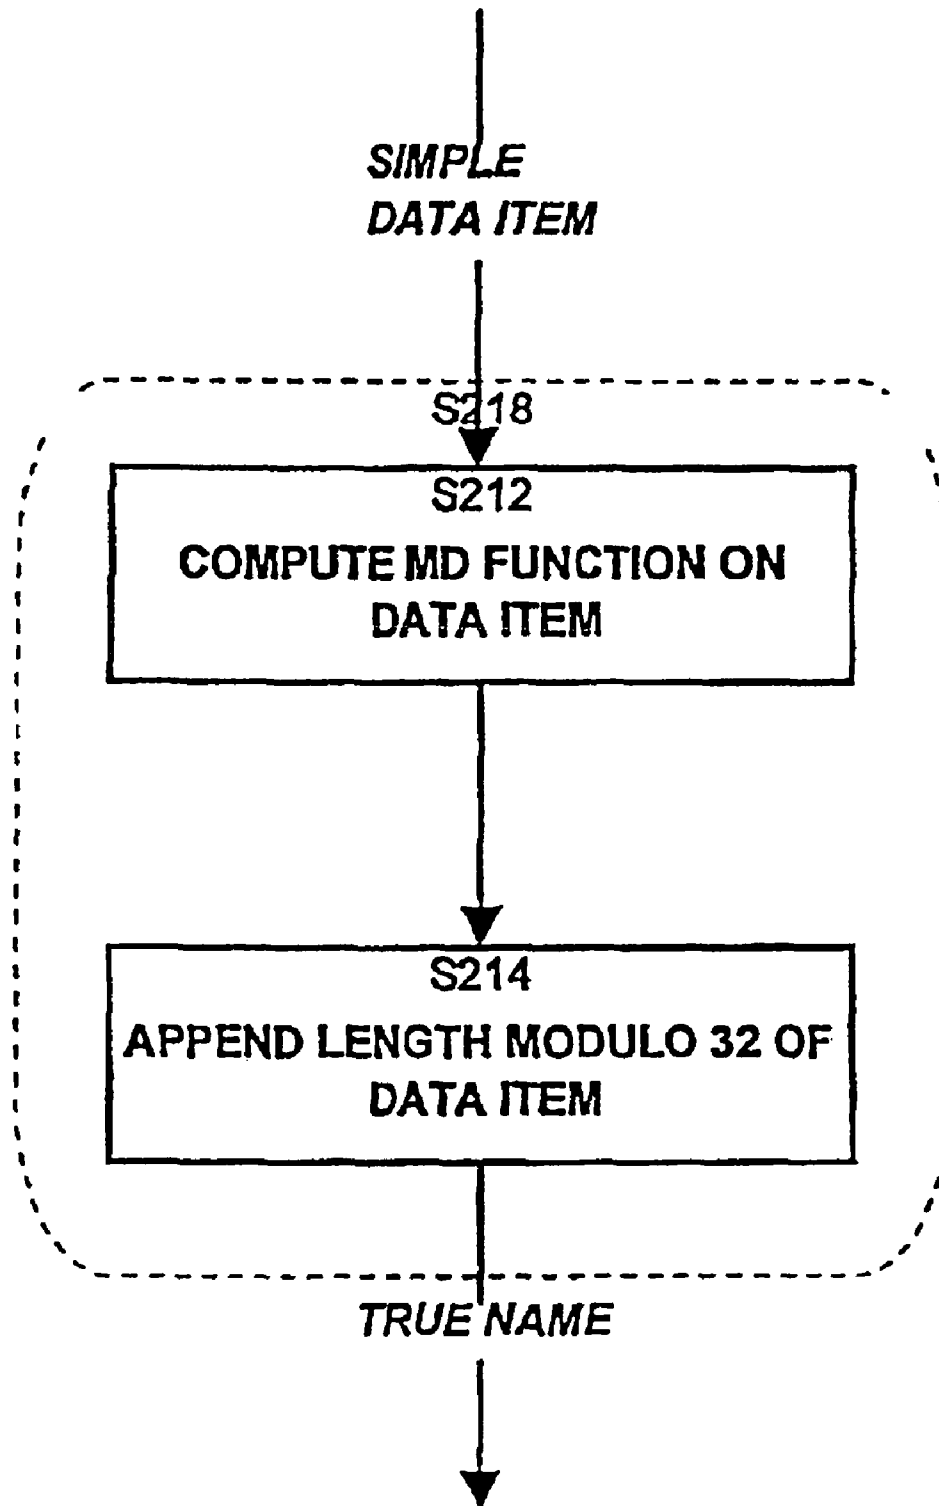 SIMPLE
DATA ITEM
S218
S212
COMPUTE MD FUNCTION ON
DATA ITEM
S214
APPEND LENGTH MODULO 32 OF
DATA ITEM
TRUE NAME